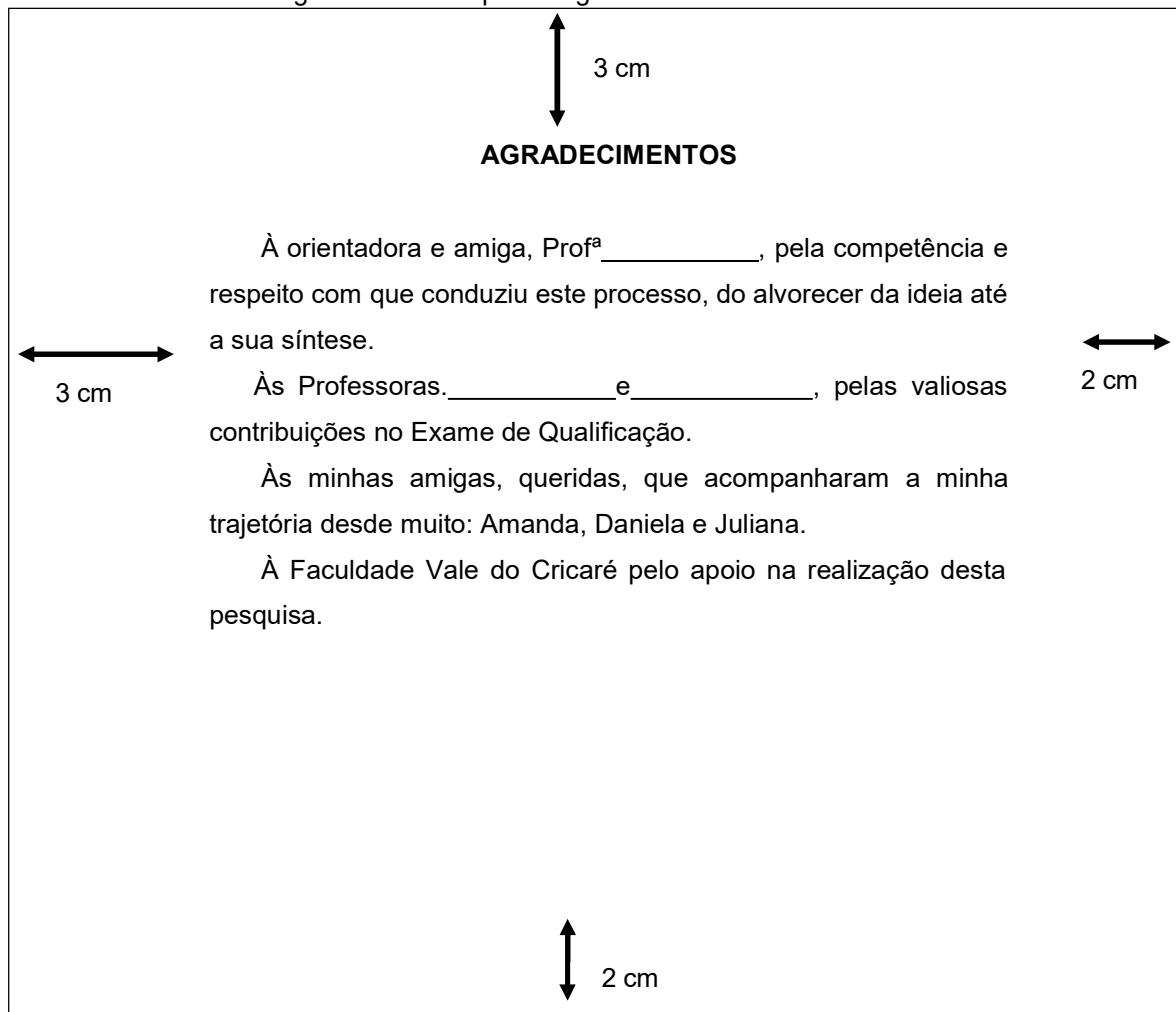 3 cm
AGRADECIMENTOS
À orientadora e amiga, Profª___________, pela competência e
respeito com que conduziu este processo, do alvorecer da ideia até
a sua síntese.
3 cm
2 cm
Às Professoras.____________e_____________, pelas valiosas
contribuições no Exame de Qualificação.
Às minhas amigas, queridas, que acompanharam a minha
trajetória desde muito: Amanda, Daniela e Juliana.
À Faculdade Vale do Cricaré pelo apoio na realização desta
pesquisa.
2 cm